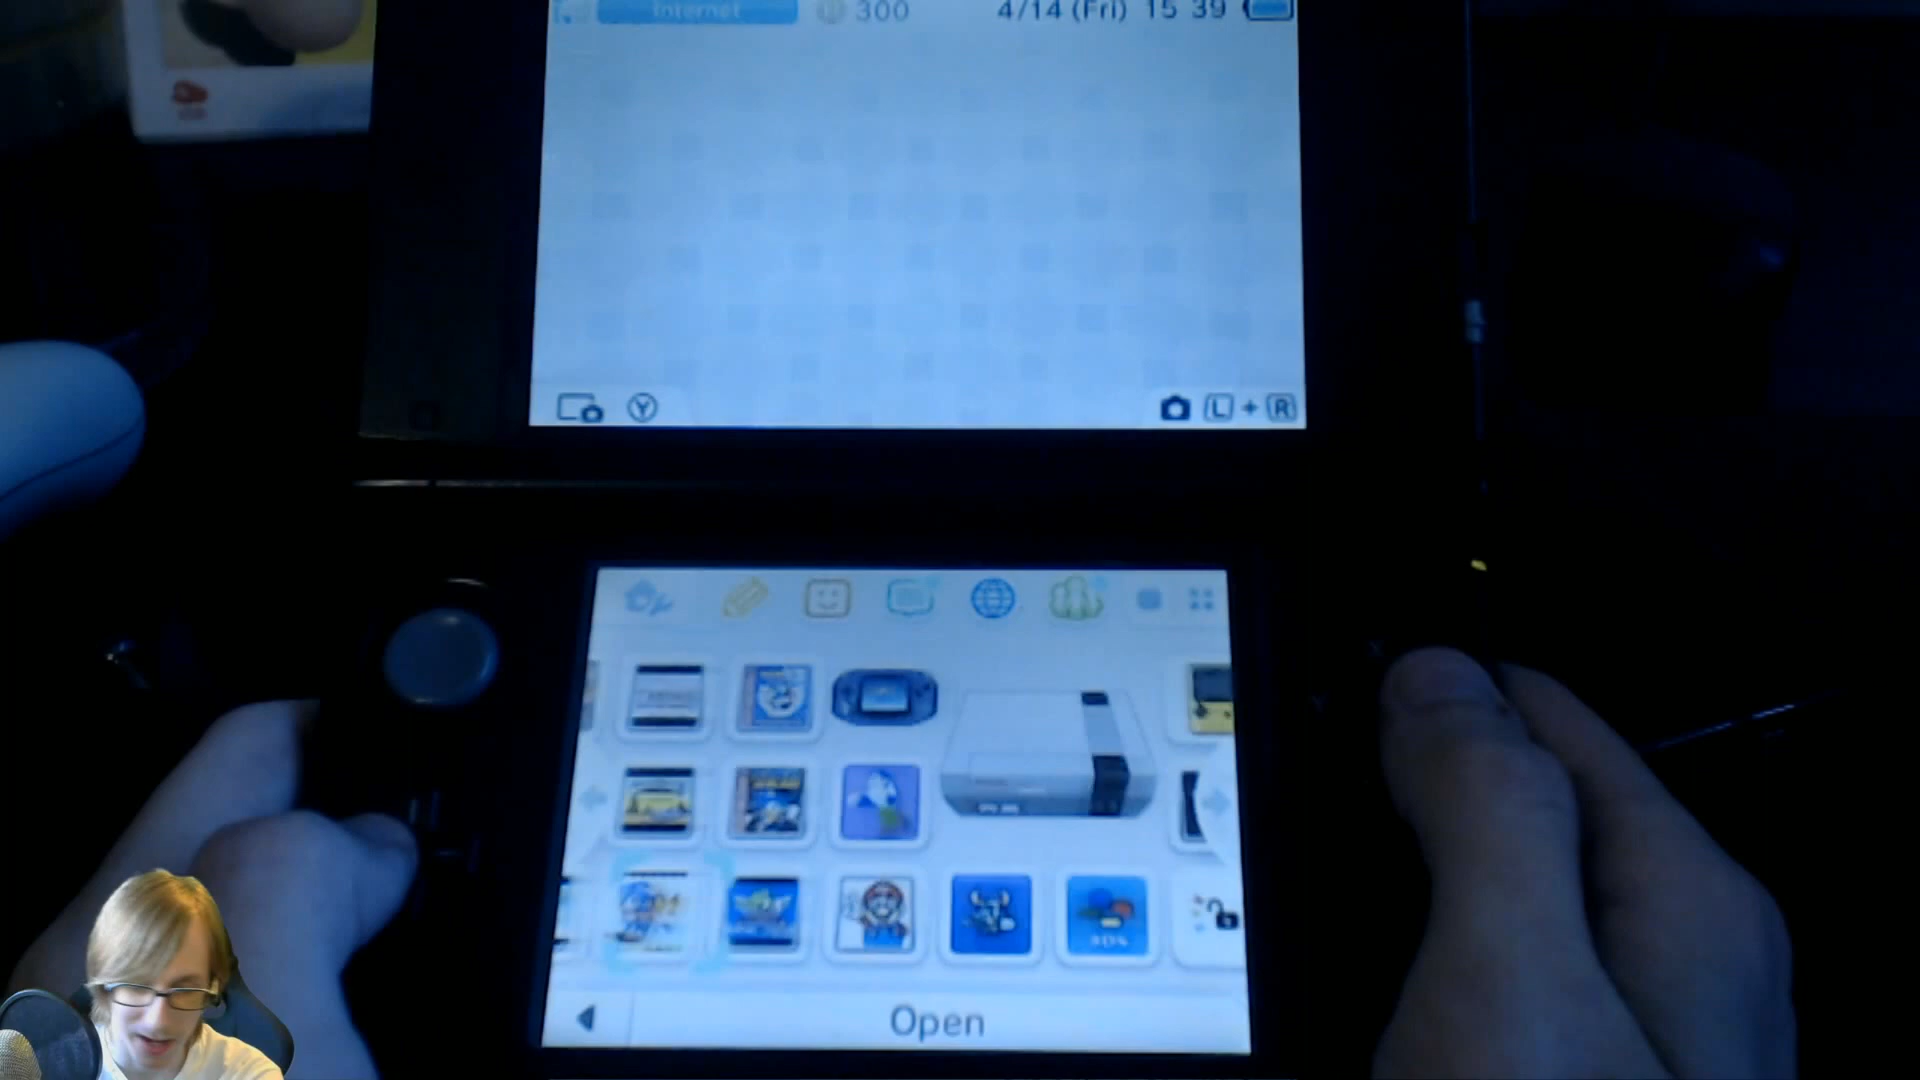 Internet 300 4/14 (Fri) 15 39
Y L + R
X
Y
Open